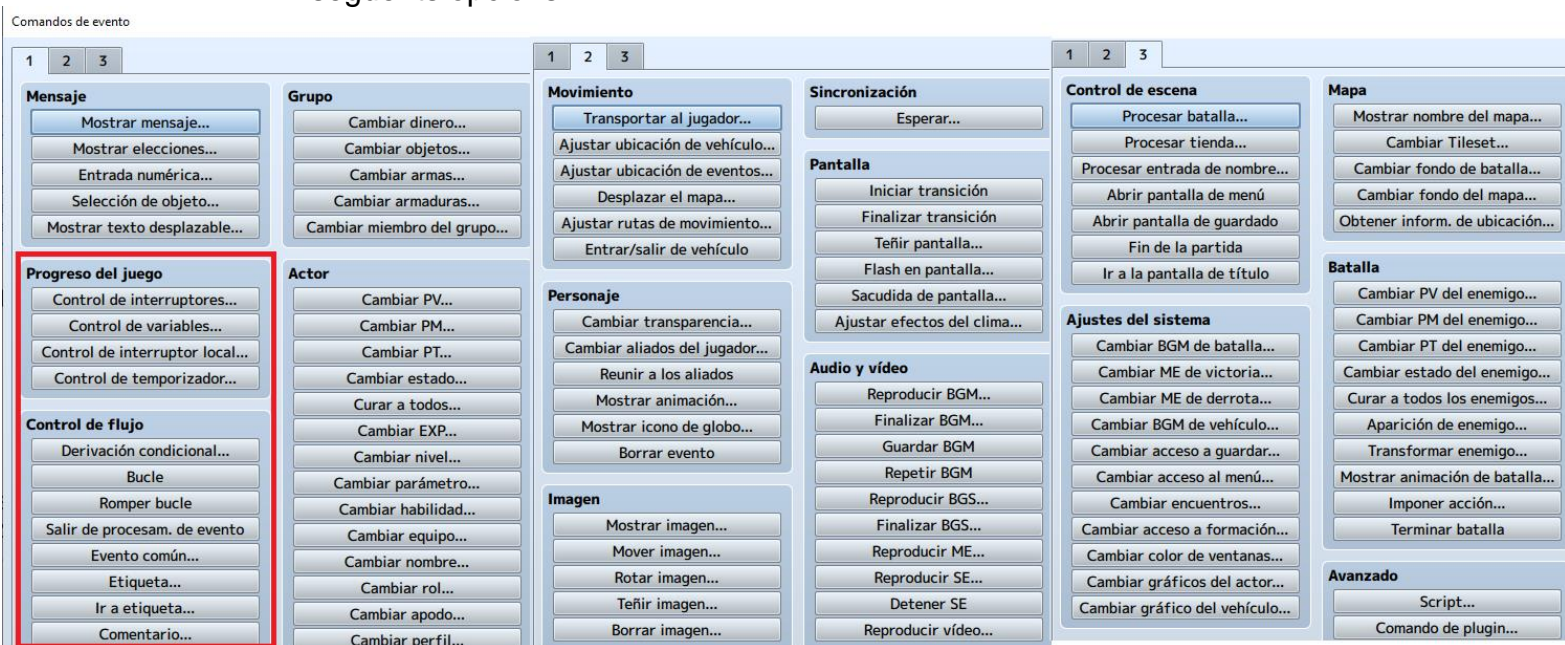 Comandos de evento
1 2 3
Mensaje
Mostrar mensaje...
Mostrar elecciones...
Entrada numérica...
Selección de objeto...
Mostrar texto desplazable...
Progreso del juego
Control de interruptores...
Control de variables...
Control de interruptor local...
Control de temporizador...
Control de flujo
Derivación condicional...
Bucle
Romper bucle
Salir de procesam. de evento
Evento común...
Etiqueta...
Ir a etiqueta...
Comentario...
Grupo
Cambiar dinero...
Cambiar objetos...
Cambiar armas...
Cambiar armaduras...
Cambiar miembro del grupo...
Actor
Cambiar PV...
Cambiar PM...
Cambiar PT...
Cambiar estado...
Curar a todos...
Cambiar EXP...
Cambiar nivel...
Cambiar parámetro...
Cambiar habilidad...
Cambiar equipo...
Cambiar nombre...
Cambiar rol...
Cambiar apodo...
Cambiar perfil...
1 2 3
Movimiento
Transportar al jugador...
Ajustar ubicación de vehículo...
Ajustar ubicación de eventos...
Desplazar el mapa...
Ajustar rutas de movimiento...
Entrar/salir de vehículo
Personaje
Cambiar transparencia...
Cambiar aliados del jugador...
Reunir a los aliados
Mostrar animación...
Mostrar icono de globo...
Borrar evento
Imagen
Mostrar imagen...
Mover imagen...
Rotar imagen...
Teñir imagen...
Borrar imagen...
Sincronización
Esperar...
Pantalla
Iniciar transición
Finalizar transición
Teñir pantalla...
Flash en pantalla...
Sacudida de pantalla...
Ajustar efectos del clima...
Audio y vídeo
Reproducir BGM...
Finalizar BGM...
Guardar BGM
Repetir BGM
Reproducir BGS...
Finalizar BGS...
Reproducir ME...
Reproducir SE...
Detener SE
Reproducir vídeo...
1 2 3
Control de escena
Procesar batalla...
Procesar tienda...
Procesar entrada de nombre...
Abrir pantalla de menú
Abrir pantalla de guardado
Fin de la partida
Ir a la pantalla de título
Ajustes del sistema
Cambiar BGM de batalla...
Cambiar ME de victoria...
Cambiar ME de derrota...
Cambiar BGM de vehículo...
Cambiar acceso a guardar...
Cambiar acceso al menú...
Cambiar encuentros...
Cambiar acceso a formación...
Cambiar color de ventanas...
Cambiar gráficos del actor...
Cambiar gráfico del vehículo...
Mapa
Mostrar nombre del mapa...
Cambiar Tileset...
Cambiar fondo de batalla...
Cambiar fondo del mapa...
Obtener inform. de ubicación...
Batalla
Cambiar PV del enemigo...
Cambiar PM del enemigo...
Cambiar PT del enemigo...
Cambiar estado del enemigo...
Curar a todos los enemigos...
Aparición de enemigo...
Transformar enemigo...
Mostrar animación de batalla...
Imponer acción...
Terminar batalla
Avanzado
Script...
Comando de plugin...